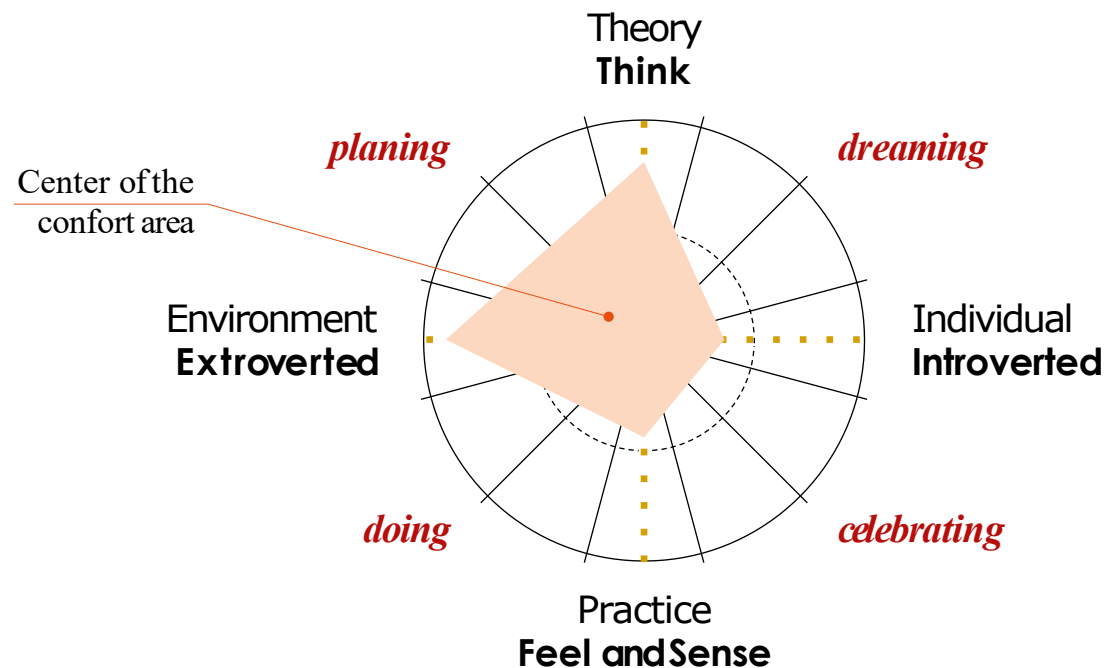 Theory
Think
planing
dreaming
Center of the
confort area
Environment
Extroverted
Individual
Introverted
doing
celebrating
Practice
Feel and Sense